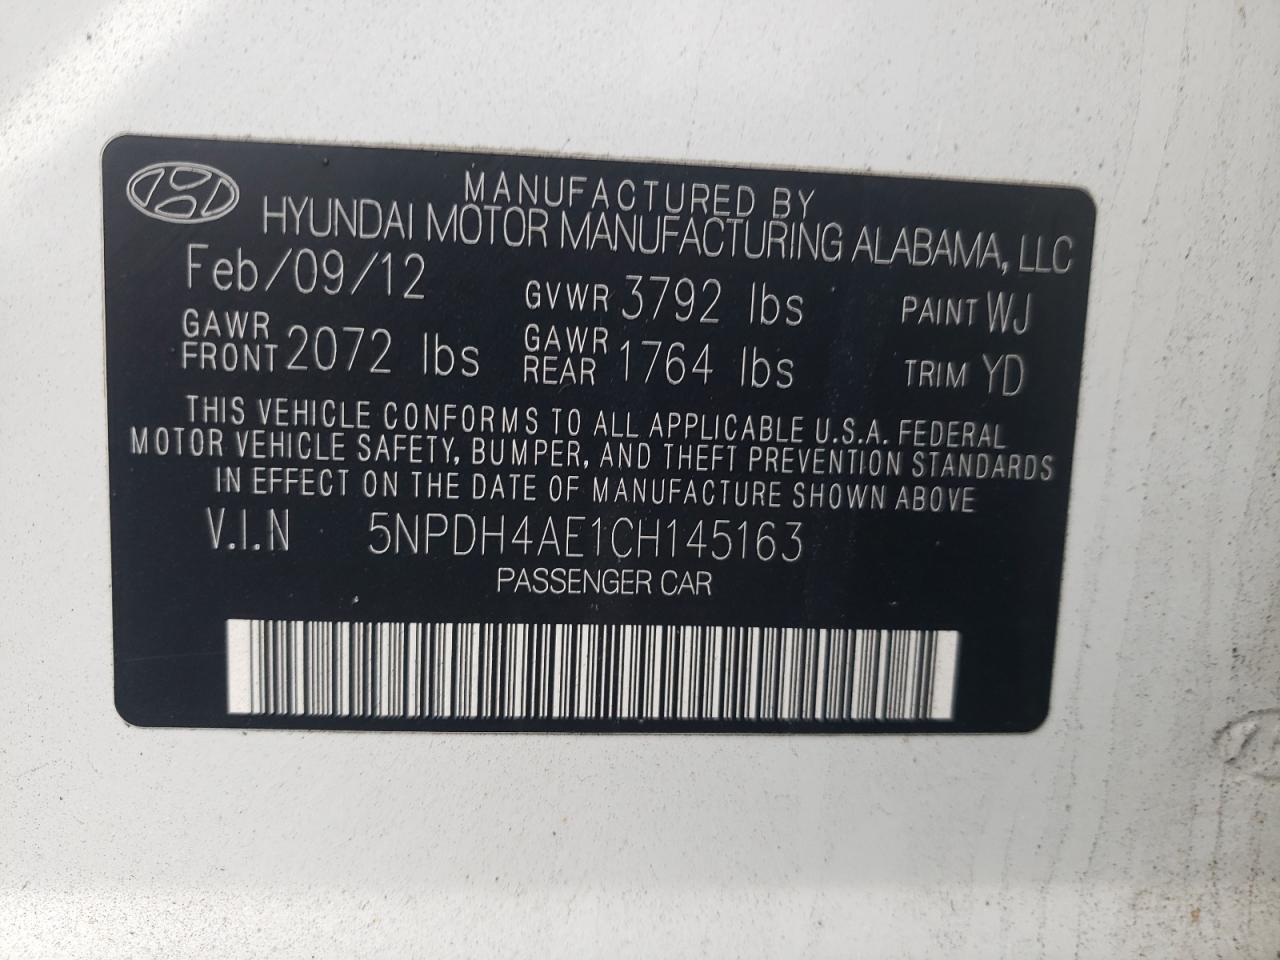 MANUFACTURED BY
HYUNDAI MOTOR MANUFACTURING ALABAMA, LLC
Feb/09/12 GVWR 3792 lbs PAINT WJ
GAWR FRONT 2072 lbs GAWR REAR 1764 lbs TRIM YD
THIS VEHICLE CONFORMS TO ALL APPLICABLE U.S.A. FEDERAL
MOTOR VEHICLE SAFETY, BUMPER, AND THEFT PREVENTION STANDARDS
IN EFFECT ON THE DATE OF MANUFACTURE SHOWN ABOVE
V.I.N 5NPDH4AE1CH145163
PASSENGER CAR